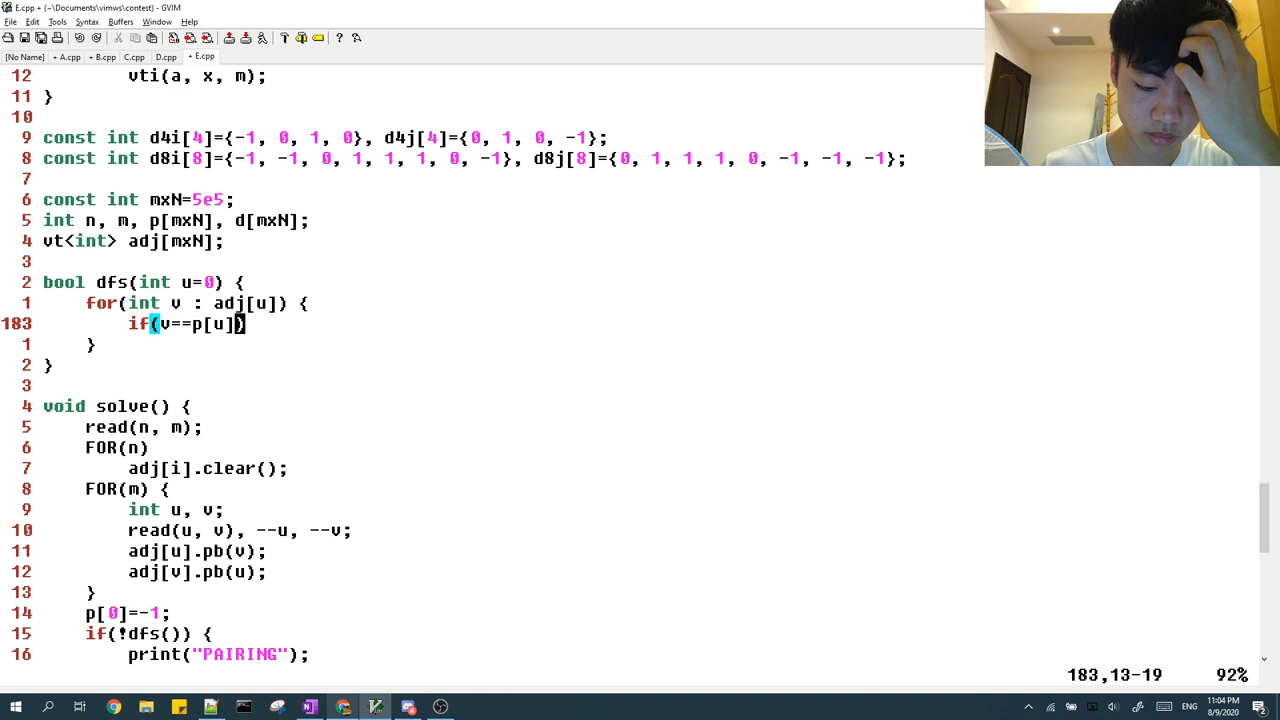 E.cpp + (~\Documents\vimws\contest) - GVIM
File Edit Tools Syntax Buffers Window Help
[No Name] + A.cpp + B.cpp C.cpp D.cpp + E.cpp
12 vti(a, x, m);
11 }
10
9 const int d4i[4]={-1, 0, 1, 0}, d4j[4]={0, 1, 0, -1};
8 const int d8i[8]={-1, -1, 0, 1, 1, 1, 0, -1}, d8j[8]={0, 1, 1, 1, 0, -1, -1, -1};
7
6 const int mxN=5e5;
5 int n, m, p[mxN], d[mxN];
4 vt<int> adj[mxN];
3
2 bool dfs(int u=0) {
1 for(int v : adj[u]) {
183 if(v==p[u])
1 }
2 }
3
4 void solve() {
5 read(n, m);
6 FOR(n)
7 adj[i].clear();
8 FOR(m) {
9 int u, v;
10 read(u, v), --u, --v;
11 adj[u].pb(v);
12 adj[v].pb(u);
13 }
14 p[0]=-1;
15 if(!dfs()) {
16 print("PAIRING");
183,13-19 92%
11:04 PM
8/9/2020
2